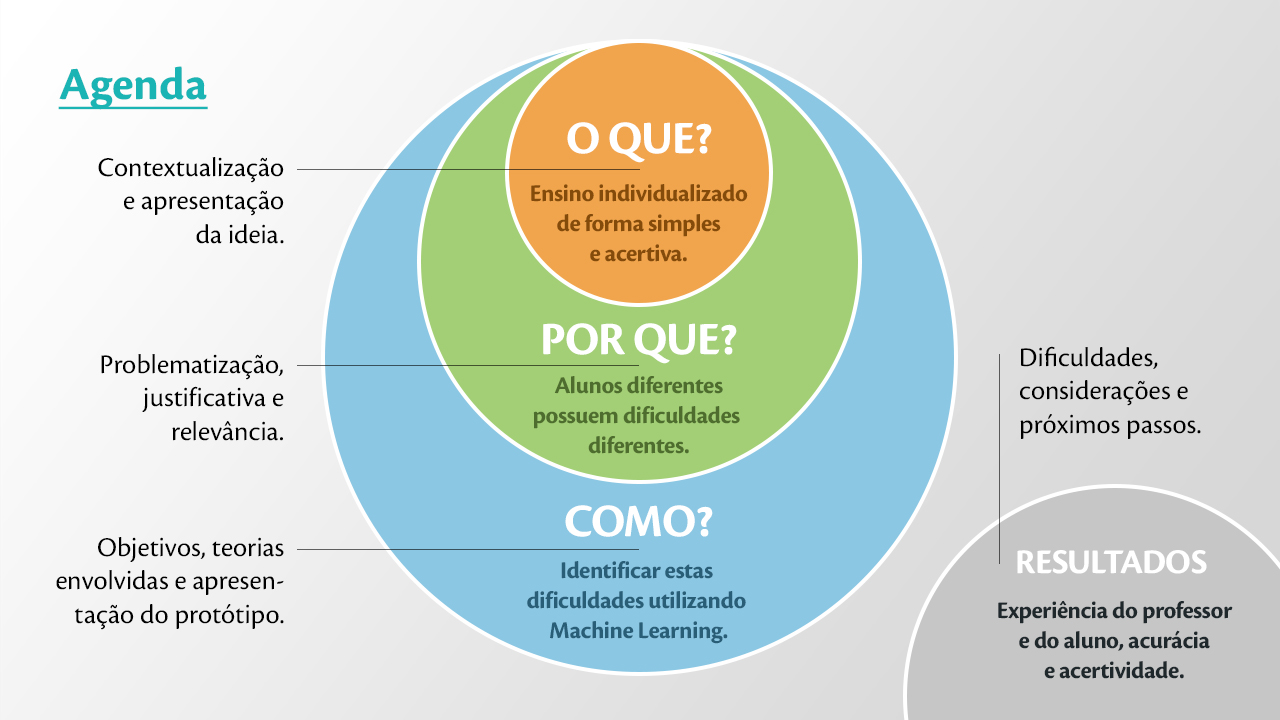 Agenda
O QUE?
Contextualização
e apresentação
da ideia.
Ensino individualizado
de forma simples
e acertiva.
POR QUE?
Problematização,
justificativa e
relevância.
Alunos diferentes
possuem dificuldades
diferentes.
COMO?
Objetivos, teorias
envolvidas e apresen-
tação do protótipo.
Identificar estas
dificuldades utilizando
Machine Learning.
Dificuldades,
considerações e
próximos passos.
RESULTADOS
Experiência do professor
e do aluno, acurácia
e acertividade.